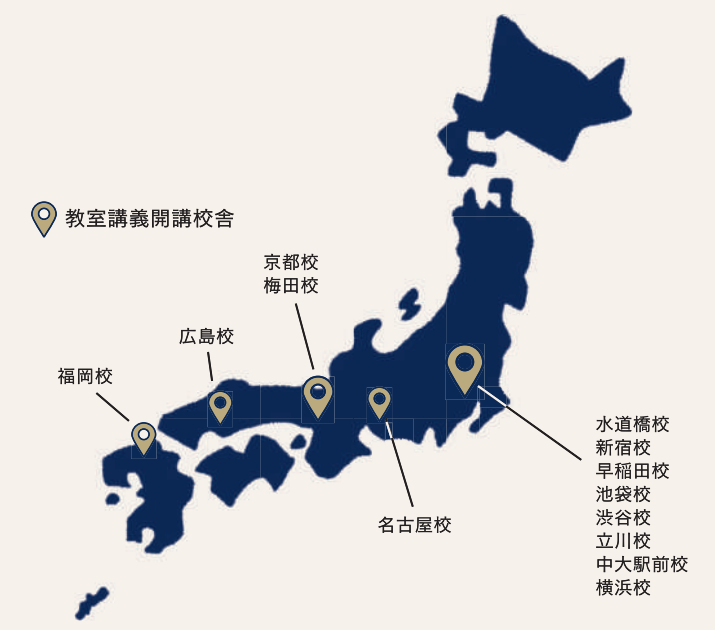 教室講義開講校舎
京都校
梅田校
広島校
福岡校
水道橋校
新宿校
早稲田校
池袋校
渋谷校
立川校
中大駅前校
横浜校
名古屋校